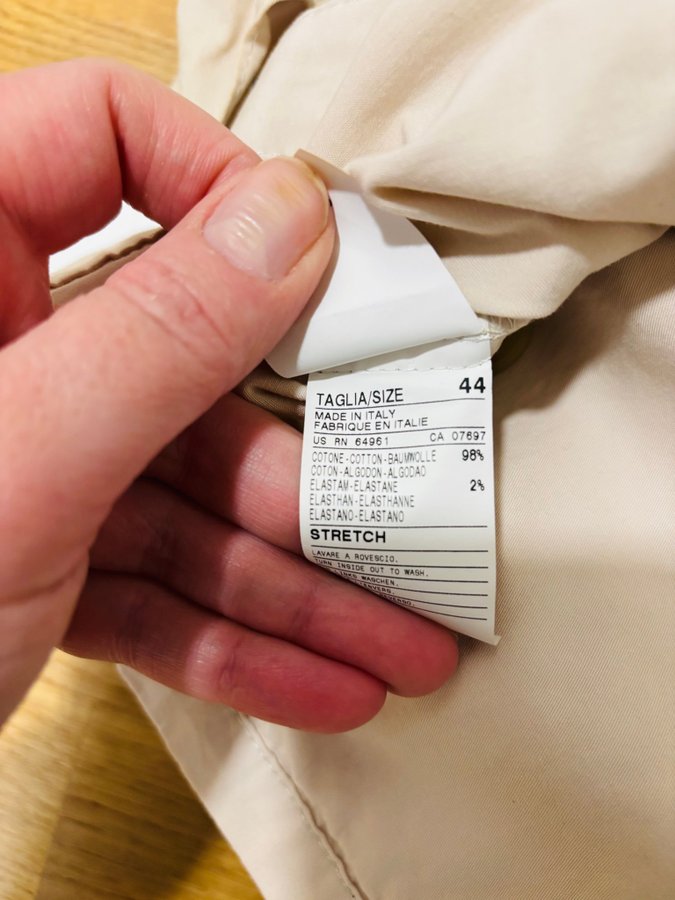 TAGLIA/SIZE 44
MADE IN ITALY
FABRIQUE EN ITALIE
US RN 64961 CA 07697
COTONE-COTTON-BAUMWOLLE 98%
COTON-ALGODON-ALGODAO
ELASTAM-ELASTANE 2%
ELASTHAN-ELASTHANNE
ELASTANO-ELASTANO
STRETCH
LAVARE A ROVESCIO.
TURN INSIDE OUT TO WASH.
WASCHEN.